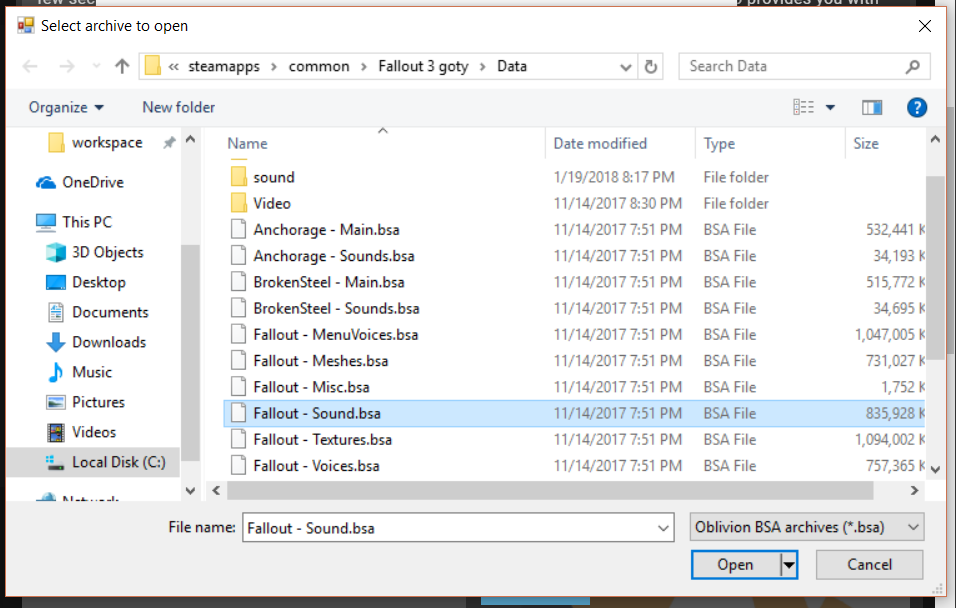 few sec
provides you with
Select archive to open
« steamapps > common > Fallout 3 goty > Data
Search Data
Organize
New folder
Name Date modified Type Size
workspace
OneDrive
This PC
3D Objects
Desktop
Documents
Downloads
Music
Pictures
Videos
Local Disk (C:)
Network
sound 1/19/2018 8:17 PM File folder
Video 11/14/2017 8:30 PM File folder
Anchorage - Main.bsa 11/14/2017 7:51 PM BSA File 532,441 K
Anchorage - Sounds.bsa 11/14/2017 7:51 PM BSA File 34,193 K
BrokenSteel - Main.bsa 11/14/2017 7:51 PM BSA File 515,772 K
BrokenSteel - Sounds.bsa 11/14/2017 7:51 PM BSA File 34,695 K
Fallout - MenuVoices.bsa 11/14/2017 7:51 PM BSA File 1,047,005 K
Fallout - Meshes.bsa 11/14/2017 7:51 PM BSA File 731,027 K
Fallout - Misc.bsa 11/14/2017 7:51 PM BSA File 1,752 K
Fallout - Sound.bsa 11/14/2017 7:51 PM BSA File 835,928 K
Fallout - Textures.bsa 11/14/2017 7:51 PM BSA File 1,094,002 K
Fallout - Voices.bsa 11/14/2017 7:51 PM BSA File 757,365 K
File name: Fallout - Sound.bsa
Oblivion BSA archives (*.bsa)
Open
Cancel